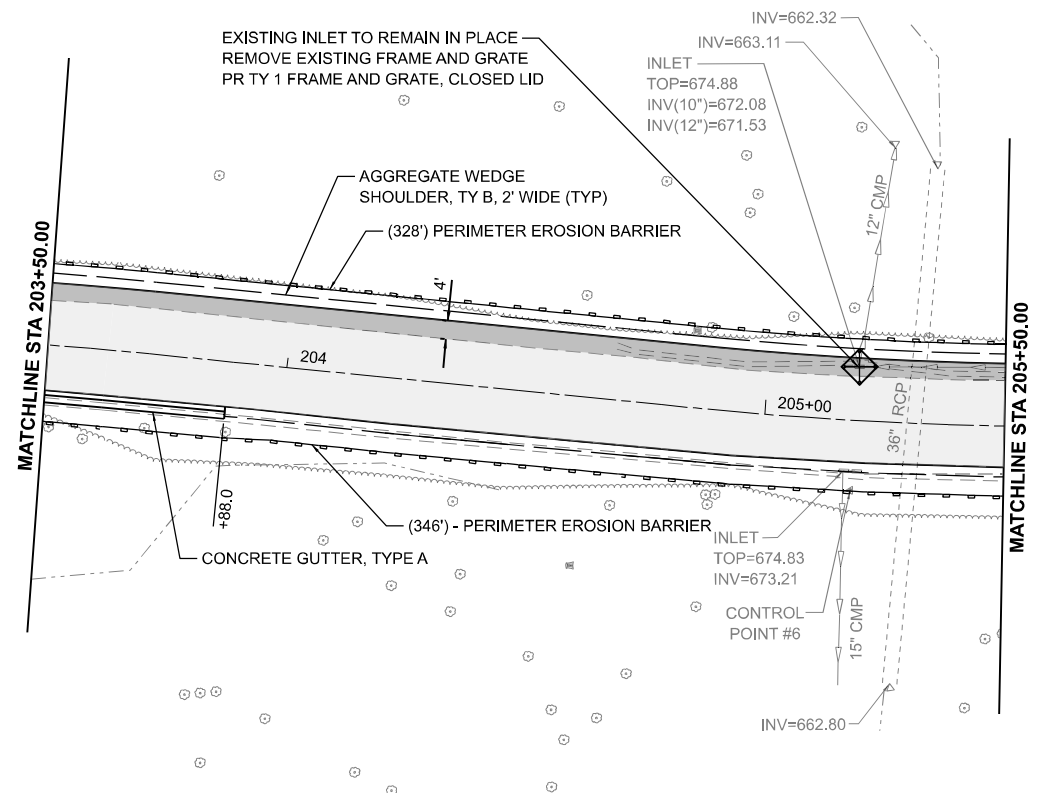 INV=662.32
INV=663.11
EXISTING INLET TO REMAIN IN PLACE
REMOVE EXISTING FRAME AND GRATE
PR TY 1 FRAME AND GRATE, CLOSED LID
INLET
TOP=674.88
INV(10")=672.08
INV(12")=671.53
AGGREGATE WEDGE
SHOULDER, TY B, 2' WIDE (TYP)
(328') PERIMETER EROSION BARRIER
12" CMP
4'
MATCHLINE STA 203+50.00
MATCHLINE STA 205+50.00
204
205+00
36" RCP
+88.0
(346') - PERIMETER EROSION BARRIER
CONCRETE GUTTER, TYPE A
INLET
TOP=674.83
INV=673.21
CONTROL
POINT #6
15" CMP
INV=662.80